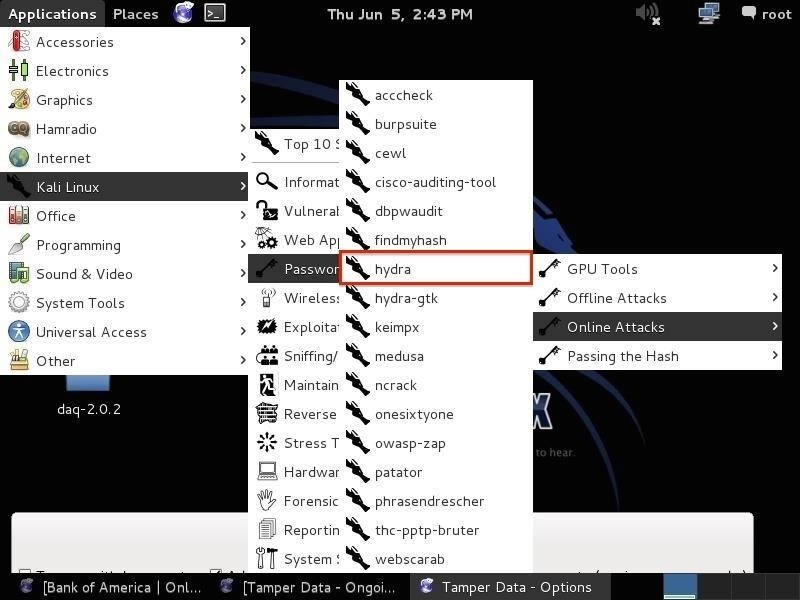 Applications Places Thu Jun 5, 2:43 PM root
Accessories
Electronics
Graphics
Hamradio
Internet
Kali Linux
Office
Programming
Sound & Video
System Tools
Universal Access
Other
daq-2.0.2
Top 10 S
Informat
Vulnerab
Web App
Passwor
Wireless
Exploitat
Sniffing/
Maintain
Reverse
Stress T
Hardwar
Forensic
Reportin
System S
acccheck
burpsuite
cewl
cisco-auditing-tool
dbpwaudit
findmyhash
hydra
hydra-gtk
keimpx
medusa
ncrack
onesixtyone
owasp-zap
patator
phrasendrescher
thc-pptp-bruter
webscarab
GPU Tools
Offline Attacks
Online Attacks
Passing the Hash
X
to hear.
[Bank of America | Onl... [Tamper Data - Ongoi... Tamper Data - Options